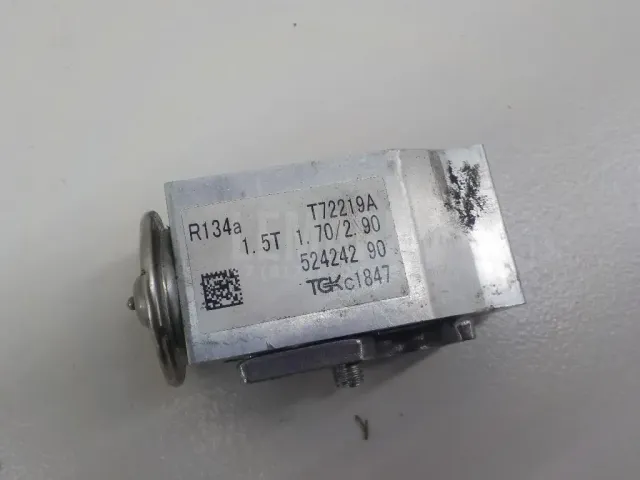 R134a T72219A
1.5T 1.70/2.90
524242 90
TGK c1847